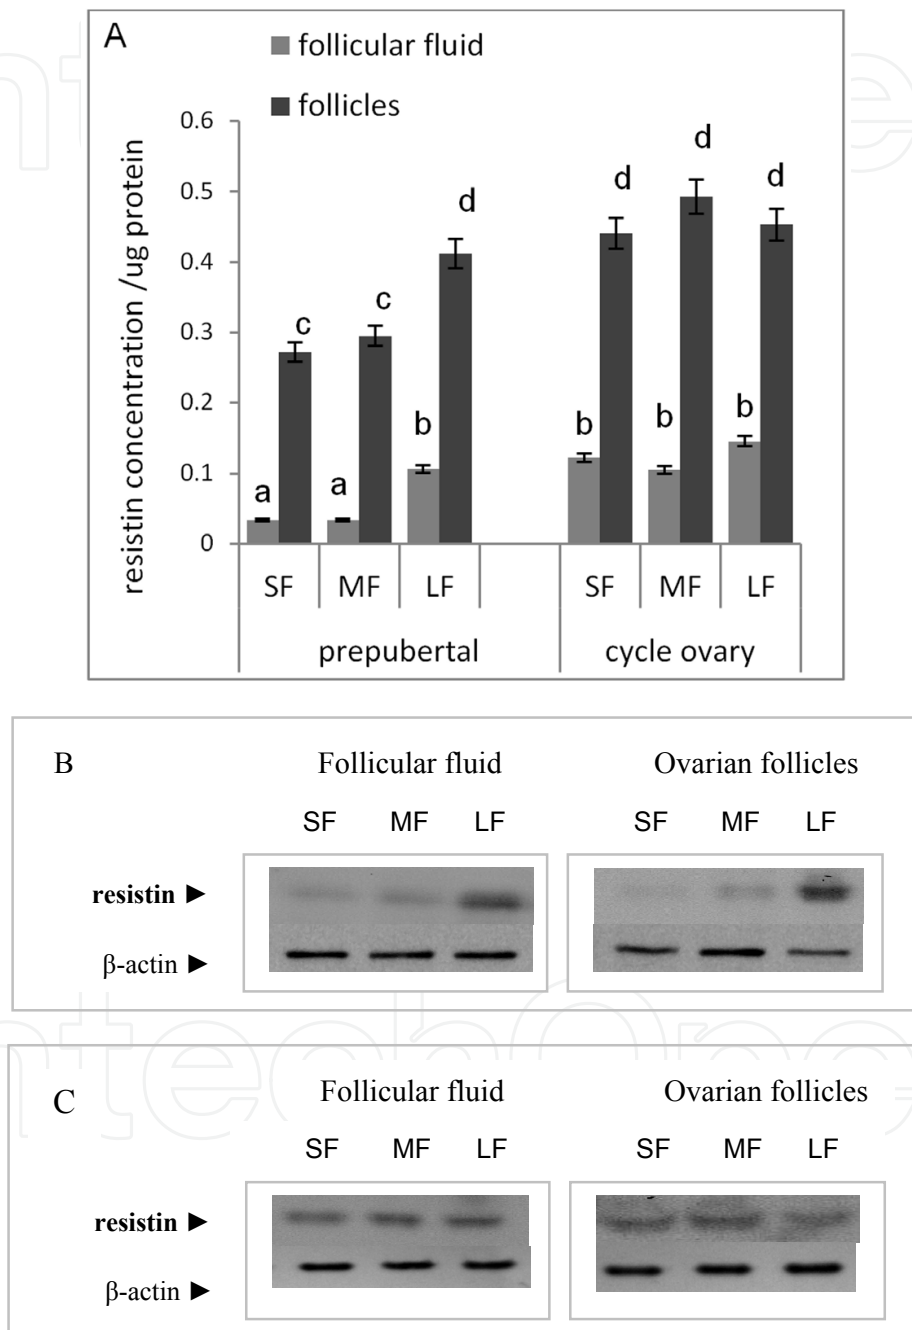 A
follicular fluid
follicles
resistin concentration /ug protein
0.6
0.5
0.4
0.3
0.2
0.1
0
a
c
a
c
b
d
b
d
b
d
b
d
SF MF LF SF MF LF
prepubertal cycle ovary
B Follicular fluid Ovarian follicles
SF MF LF SF MF LF
resistin ►
β-actin ►
C Follicular fluid Ovarian follicles
SF MF LF SF MF LF
resistin ►
β-actin ►